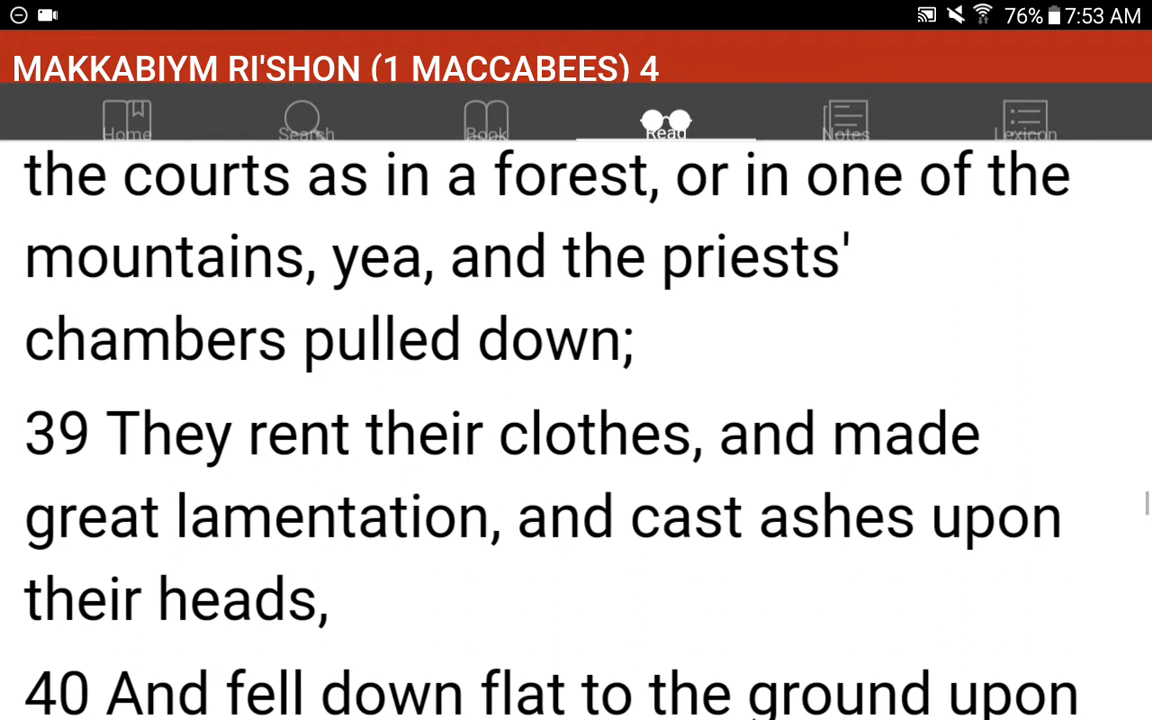 76% 7:53 AM
MAKKABIYM RI'SHON (1 MACCABEES) 4
Home Search Book Read Notes Lexicon
the courts as in a forest, or in one of the
mountains, yea, and the priests'
chambers pulled down;
39 They rent their clothes, and made
great lamentation, and cast ashes upon
their heads,
40 And fell down flat to the ground upon